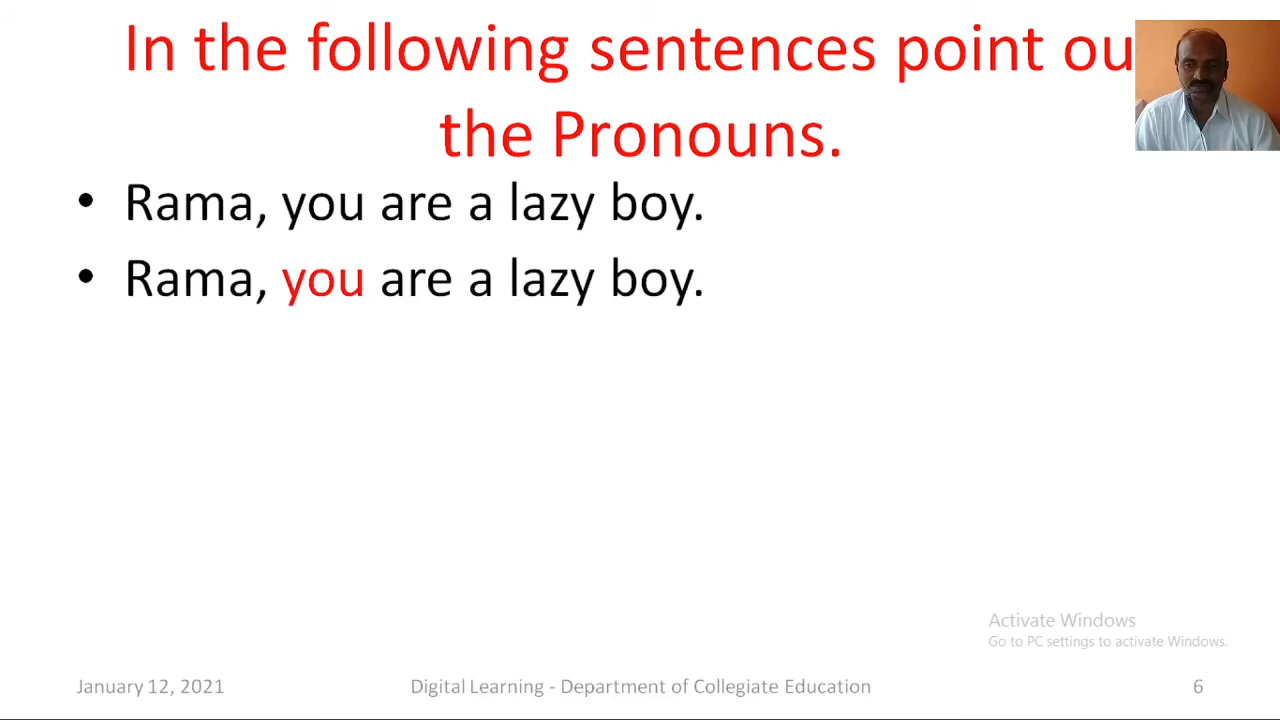 In the following sentences point ou
the Pronouns.
• Rama, you are a lazy boy.
• Rama, you are a lazy boy.
Activate Windows
Go to PC settings to activate Windows.
January 12, 2021 Digital Learning - Department of Collegiate Education 6